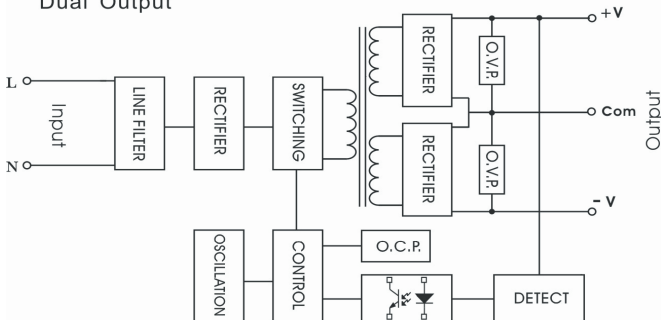 Dual Output
+V
L
Input
N
LINE FILTER
RECTIFIER
SWITCHING
RECTIFIER
RECTIFIER
O.V.P.
O.V.P.
Com
Output
- V
OSCILLATION
CONTROL
O.C.P.
DETECT